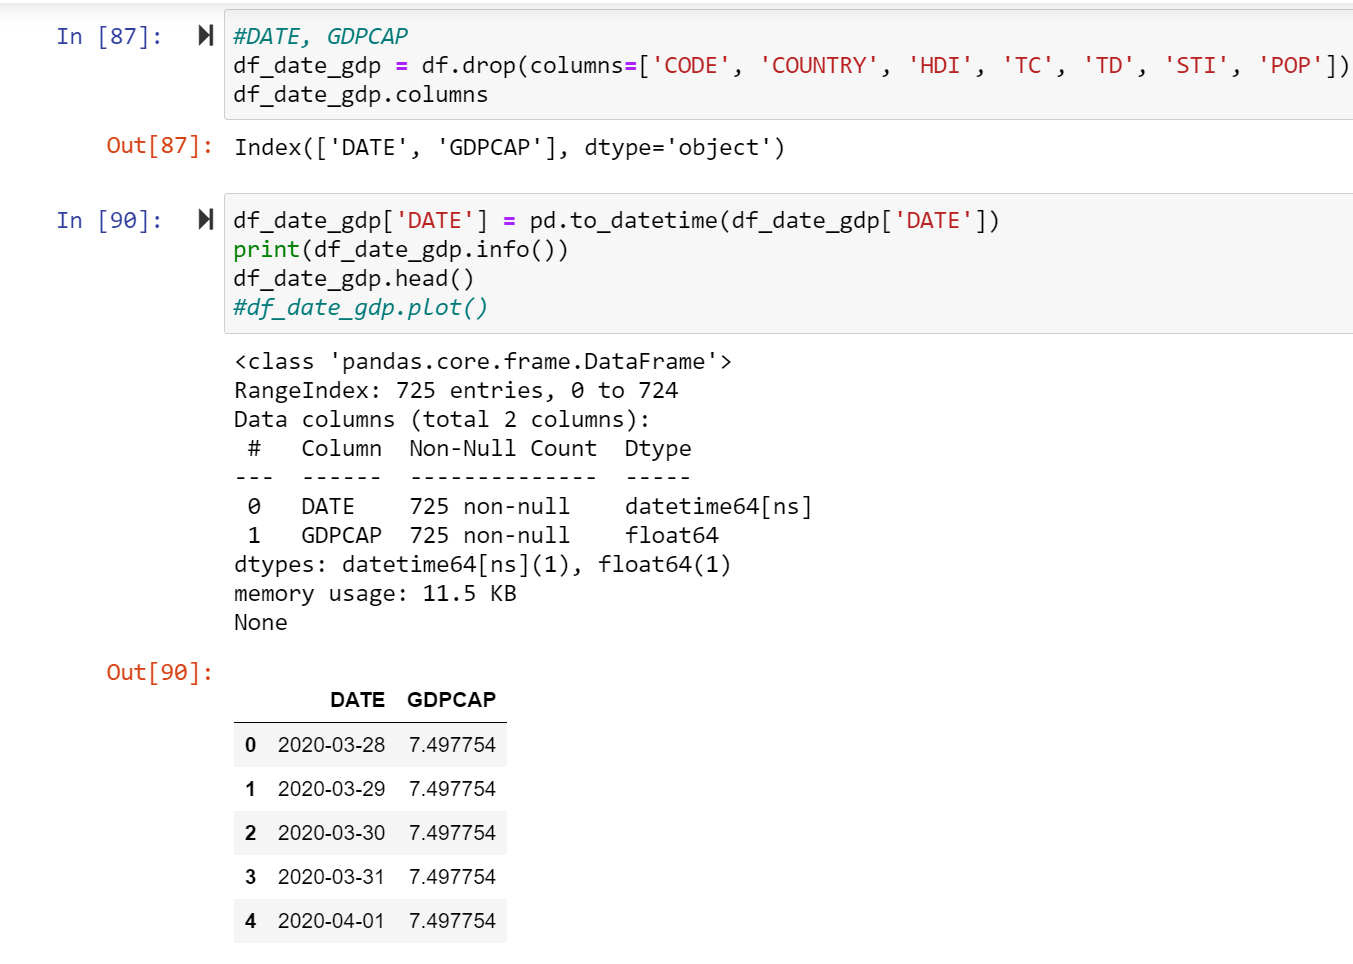 In [87]:
#DATE, GDPCAP
df_date_gdp = df.drop(columns=['CODE', 'COUNTRY', 'HDI', 'TC', 'TD', 'STI', 'POP'])
df_date_gdp.columns
Out[87]: Index(['DATE', 'GDPCAP'], dtype='object')
In [90]:
df_date_gdp['DATE'] = pd.to_datetime(df_date_gdp['DATE'])
print(df_date_gdp.info())
df_date_gdp.head()
#df_date_gdp.plot()
<class 'pandas.core.frame.DataFrame'>
RangeIndex: 725 entries, 0 to 724
Data columns (total 2 columns):
 #   Column  Non-Null Count  Dtype
---  ------  --------------  -----
 0   DATE    725 non-null    datetime64[ns]
 1   GDPCAP  725 non-null    float64
dtypes: datetime64[ns](1), float64(1)
memory usage: 11.5 KB
None
Out[90]:
DATE GDPCAP
0 2020-03-28 7.497754
1 2020-03-29 7.497754
2 2020-03-30 7.497754
3 2020-03-31 7.497754
4 2020-04-01 7.497754